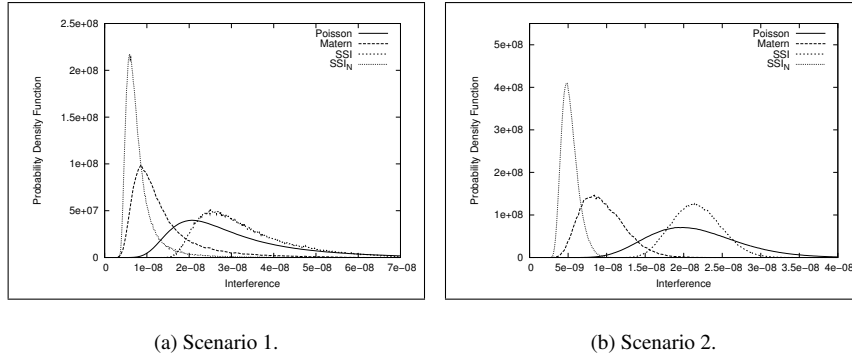 2.5e+08
2e+08
1.5e+08
1e+08
5e+07
0
Probability Density Function
0 1e−08 2e−08 3e−08 4e−08 5e−08 6e−08 7e−08
Interference
Poisson
Matern
SSI
SSI_N
(a) Scenario 1.
5e+08
4e+08
3e+08
2e+08
1e+08
0
Probability Density Function
0 5e−09 1e−08 1.5e−08 2e−08 2.5e−08 3e−08 3.5e−08 4e−08
Interference
Poisson
Matern
SSI
SSI_N
(b) Scenario 2.